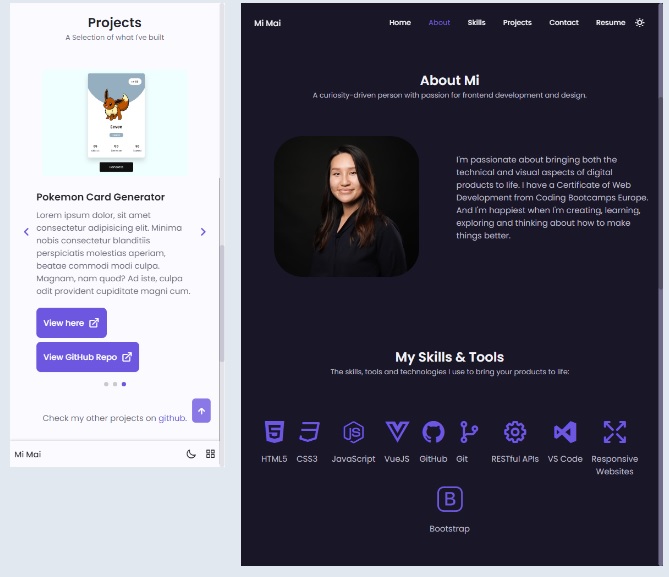 Projects
A Selection of what I've built
Eevee
Pokemon Card Generator
Lorem ipsum dolor, sit amet
consectetur adipisicing elit. Minima
nobis consectetur blanditiis
perspiciatis molestias aperiam,
beatae commodi modi culpa.
Magnam, nam quod? Ad iste, culpa
odit provident cupiditate magni cum.
View here
View GitHub Repo
Check my other projects on github.
Mi Mai
Mi Mai
Home
About
Skills
Projects
Contact
Resume
About Mi
A curiosity-driven person with passion for frontend development and design.
I'm passionate about bringing both the
technical and visual aspects of digital
products to life. I have a Certificate of Web
Development from Coding Bootcamps Europe.
And I'm happiest when I'm creating, learning,
exploring and thinking about how to make
things better.
My Skills & Tools
The skills, tools and technologies I use to bring your products to life:
HTML5
CSS3
JavaScript
VueJS
GitHub
Git
RESTful APIs
VS Code
Responsive
Websites
Bootstrap